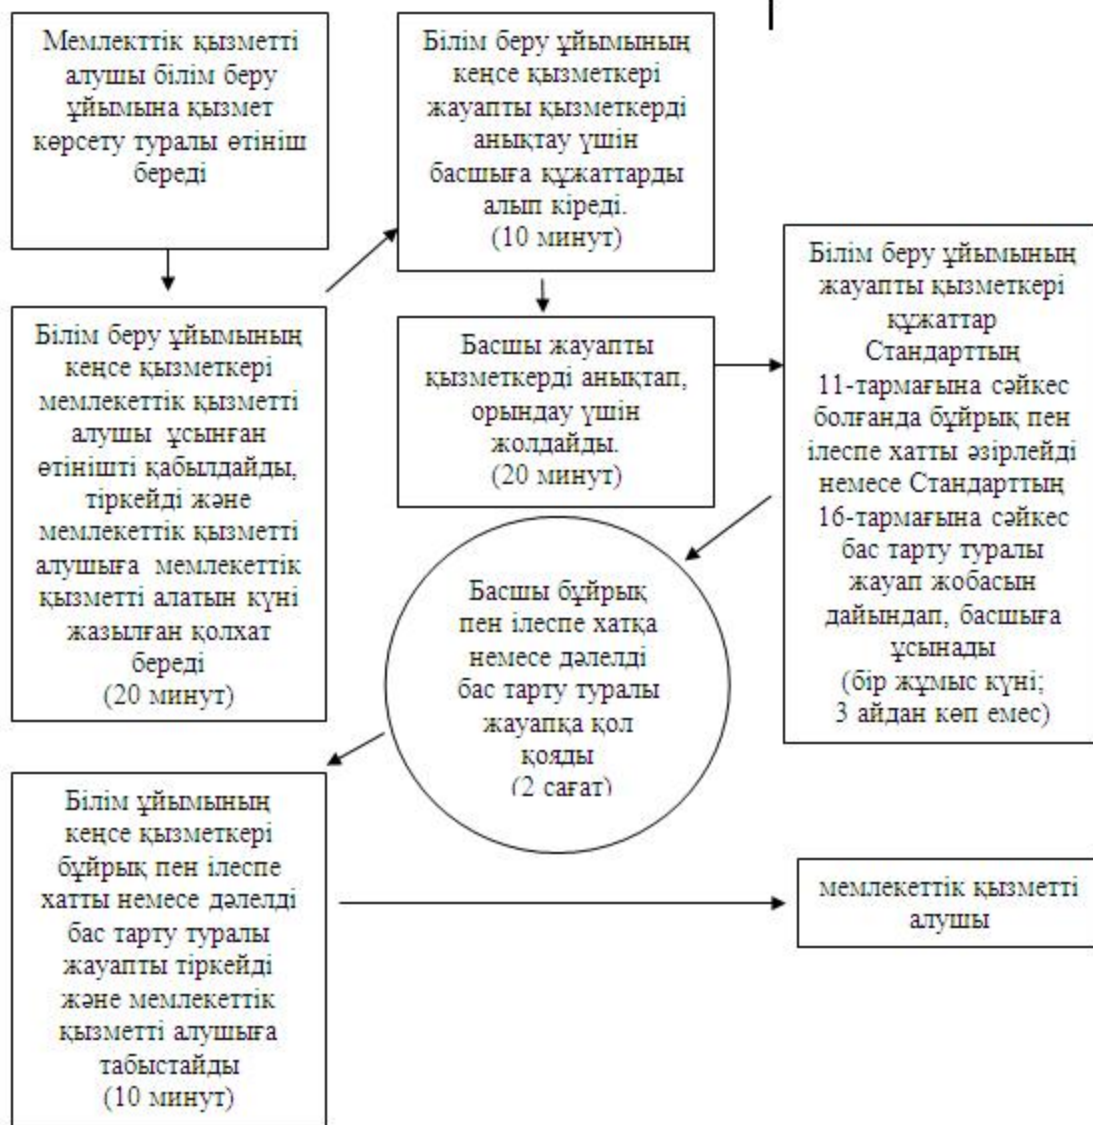 Мемлекттік қызметті
алушы білім беру
ұйымына қызмет
көрсету туралы өтініш
береді
Білім беру ұйымының
кеңсе қызметкері
мемлекеттік қызметті
алушы ұсынған
өтінішті қабылдайды,
тіркейді және
мемлекеттік қызметті
алушыға мемлекеттік
қызметті алатын күні
жазылған қолхат
береді
(20 минут)
Білім беру ұйымының
кеңсе қызметкері
жауапты қызметкерді
анықтау үшін
басшыға құжаттарды
алып кіреді.
(10 минут)
Басшы жауапты
қызметкерді анықтап,
орындау үшін
жолдайды.
(20 минут)
Білім беру ұйымының
жауапты қызметкері
құжаттар
Стандарттың
11-тармағына сәйкес
болғанда бұйрық пен
ілеспе хатты әзірлейді
немесе Стандарттың
16-тармағына сәйкес
бас тарту туралы
жауап жобасын
дайындап, басшыға
ұсынады
(бір жұмыс күні;
3 айдан көп емес)
Басшы бұйрық
пен ілеспе хатқа
немесе дәлелді
бас тарту туралы
жауапқа қол
қояды
(2 сағат)
Білім ұйымының
кеңсе қызметкері
бұйрық пен ілеспе
хатты немесе дәлелді
бас тарту туралы
жауапты тіркейді
және мемлекеттік
қызметті алушыға
табыстайды
(10 минут)
мемлекеттік қызметті
алушы